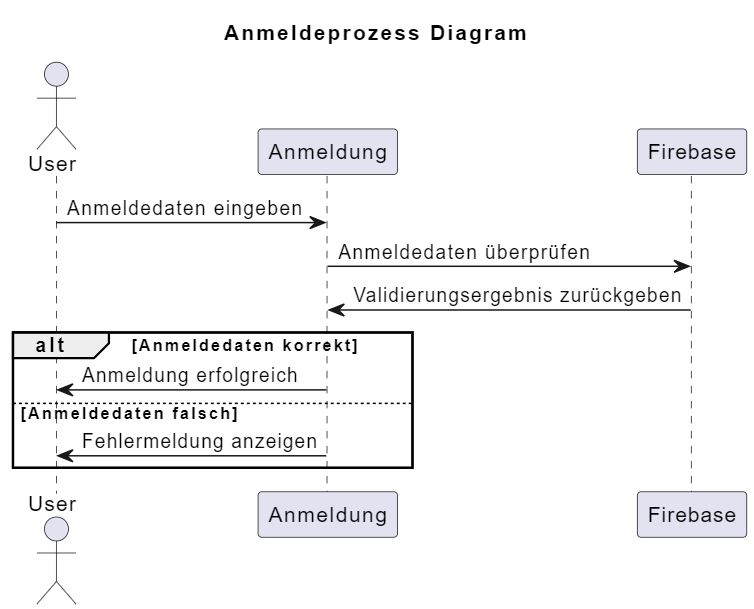 Anmeldeprozess Diagram
User
Anmeldung
Firebase
Anmeldedaten eingeben
Anmeldedaten überprüfen
Validierungsergebnis zurückgeben
alt [Anmeldedaten korrekt]
Anmeldung erfolgreich
[Anmeldedaten falsch]
Fehlermeldung anzeigen
User
Anmeldung
Firebase